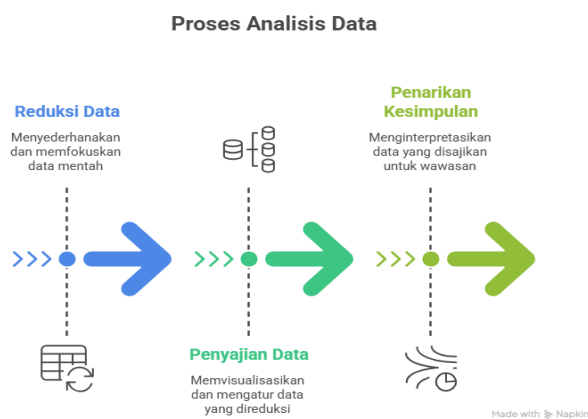 Proses Analisis Data
Reduksi Data
Menyederhanakan
dan memfokuskan
data mentah
Penyajian Data
Memvisualisasikan
dan mengatur data
yang direduksi
Penarikan
Kesimpulan
Menginterpretasikan
data yang disajikan
untuk wawasan
Made with Napkin